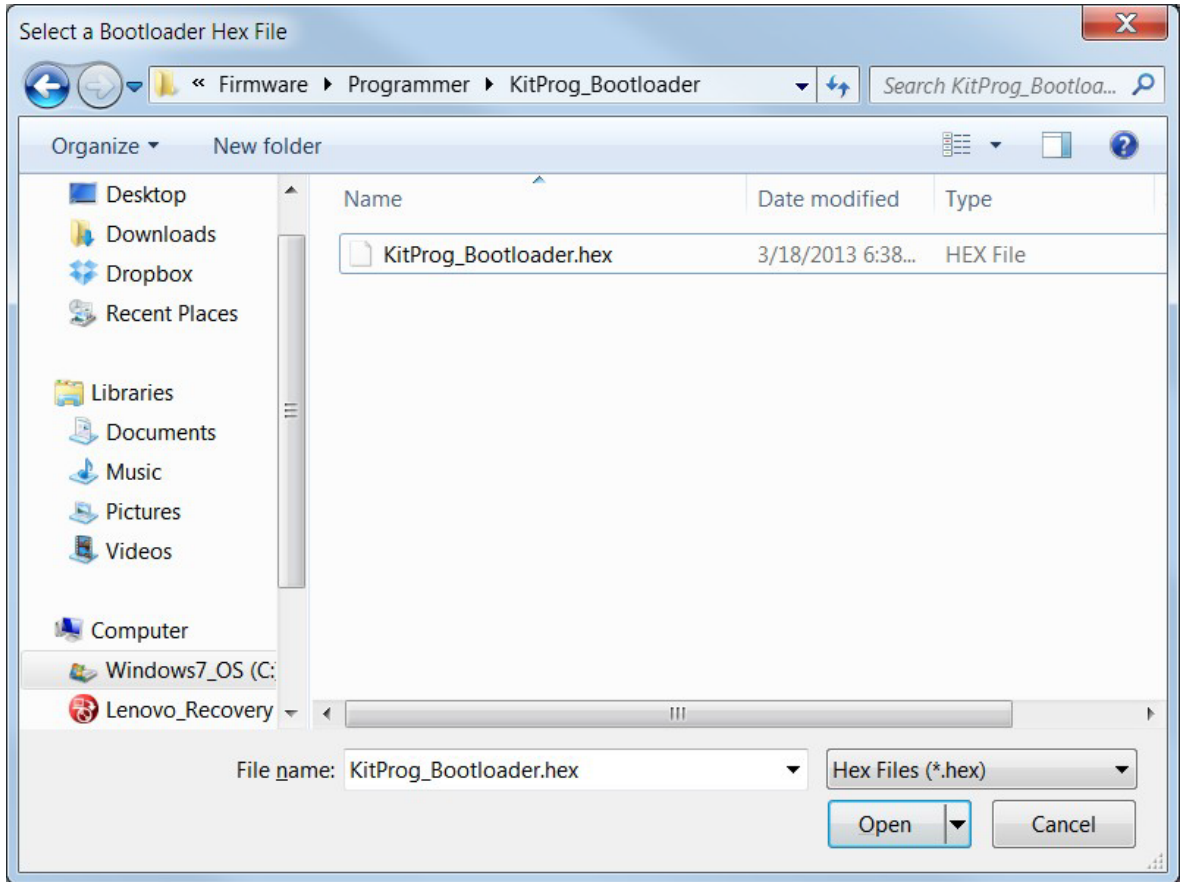 Select a Bootloader Hex File
« Firmware Programmer KitProg_Bootloader Search KitProg_Bootloa...
Organize New folder
Name Date modified Type
KitProg_Bootloader.hex 3/18/2013 6:38... HEX File
Desktop
Downloads
Dropbox
Recent Places
Libraries
Documents
Music
Pictures
Videos
Computer
Windows7_OS (C:
Lenovo_Recovery
File name: KitProg_Bootloader.hex Hex Files (*.hex)
Open Cancel